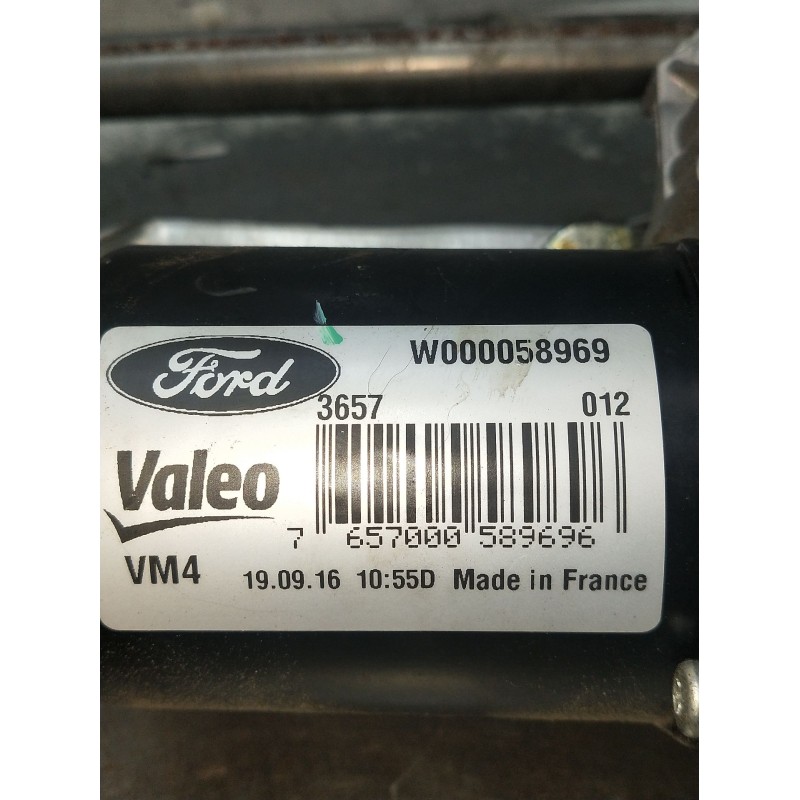 Ford
W000058969
3657 012
Valeo
7 657000 589696
VM4 19.09.16 10:55D Made in France